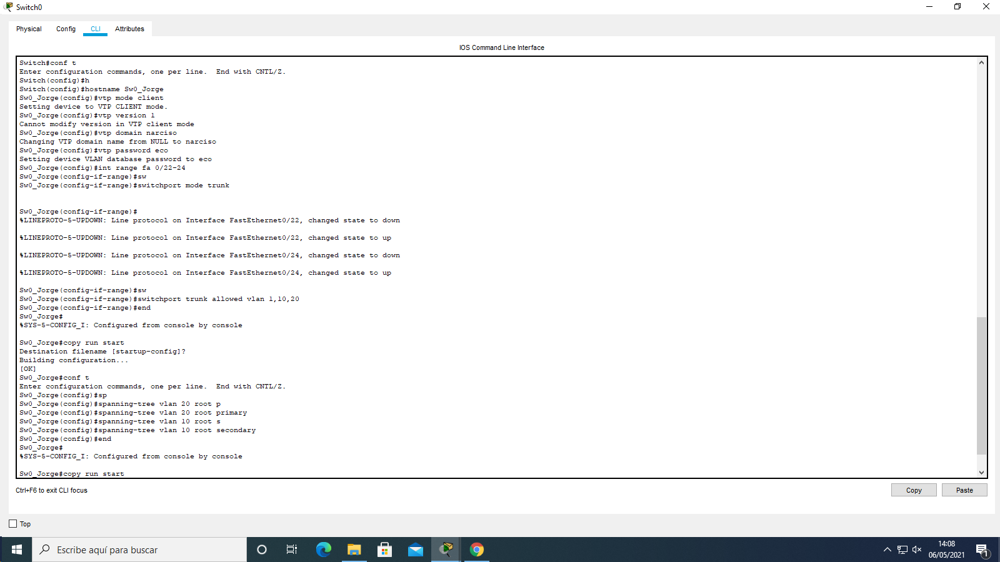 Switch0
Physical Config CLI Attributes
IOS Command Line Interface
Switch#conf t
Enter configuration commands, one per line.  End with CNTL/Z.
Switch(config)#h
Switch(config)#hostname Sw0_Jorge
Sw0_Jorge(config)#vtp mode client
Setting device to VTP CLIENT mode.
Sw0_Jorge(config)#vtp version 1
Cannot modify version in VTP client mode
Sw0_Jorge(config)#vtp domain narciso
Changing VTP domain name from NULL to narciso
Sw0_Jorge(config)#vtp password eco
Setting device VLAN database password to eco
Sw0_Jorge(config)#int range fa 0/22-24
Sw0_Jorge(config-if-range)#sw
Sw0_Jorge(config-if-range)#switchport mode trunk
Sw0_Jorge(config-if-range)#
%LINEPROTO-5-UPDOWN: Line protocol on Interface FastEthernet0/22, changed state to down
%LINEPROTO-5-UPDOWN: Line protocol on Interface FastEthernet0/22, changed state to up
%LINEPROTO-5-UPDOWN: Line protocol on Interface FastEthernet0/24, changed state to down
%LINEPROTO-5-UPDOWN: Line protocol on Interface FastEthernet0/24, changed state to up
Sw0_Jorge(config-if-range)#sw
Sw0_Jorge(config-if-range)#switchport trunk allowed vlan 1,10,20
Sw0_Jorge(config-if-range)#end
Sw0_Jorge#
%SYS-5-CONFIG_I: Configured from console by console
Sw0_Jorge#copy run start
Destination filename [startup-config]?
Building configuration...
[OK]
Sw0_Jorge#conf t
Enter configuration commands, one per line.  End with CNTL/Z.
Sw0_Jorge(config)#sp
Sw0_Jorge(config)#spanning-tree vlan 20 root p
Sw0_Jorge(config)#spanning-tree vlan 20 root primary
Sw0_Jorge(config)#spanning-tree vlan 10 root s
Sw0_Jorge(config)#spanning-tree vlan 10 root secondary
Sw0_Jorge(config)#end
Sw0_Jorge#
%SYS-5-CONFIG_I: Configured from console by console
Sw0_Jorge#copy run start
Ctrl+F6 to exit CLI focus
Copy Paste
Top
Escribe aquí para buscar
14:08
06/05/2021
1